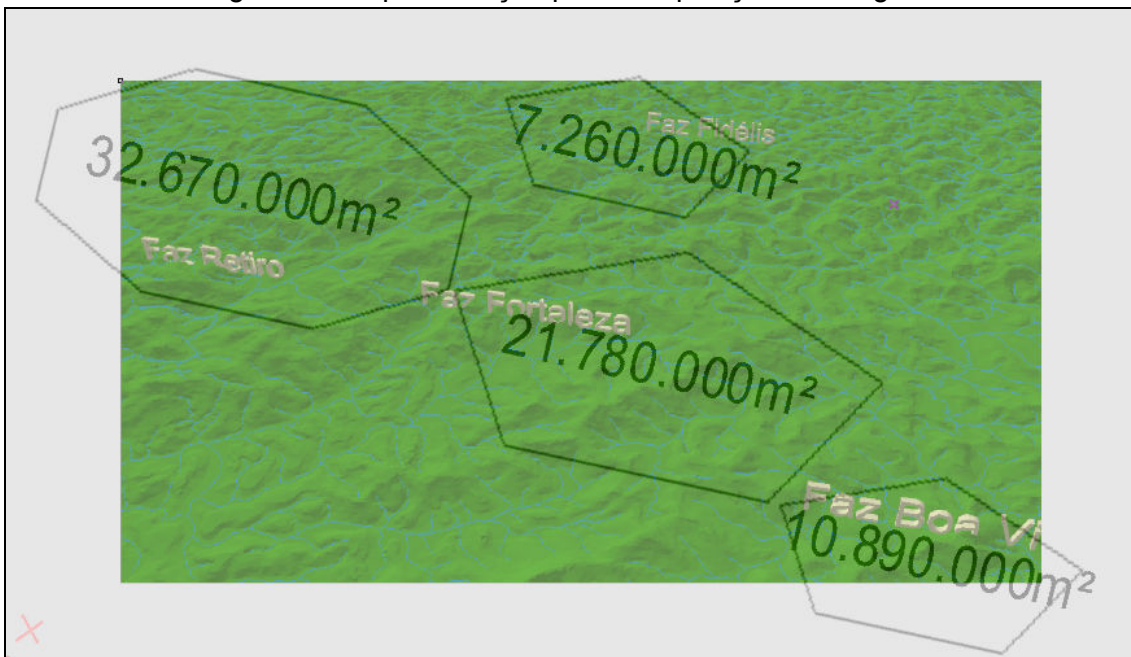 Faz Fidélis
7.260.000m²
32.670.000m²
Faz Retiro
Faz Fortaleza
21.780.000m²
Faz Boa Vi
10.890.000m²